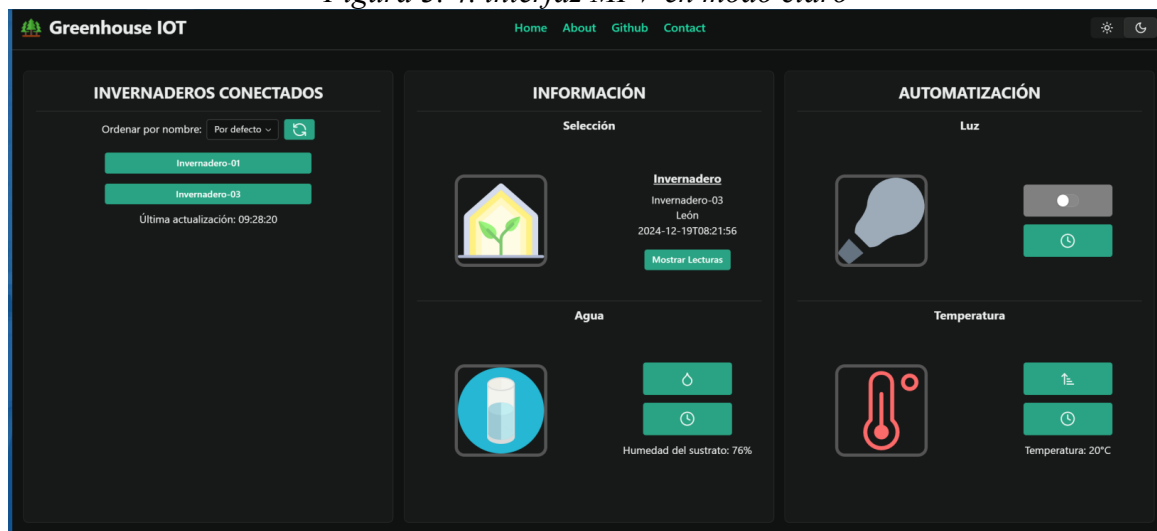 Figura 5. 4. interfaz MPV en modo claro
Greenhouse IOT
Home About Github Contact
INVERNADEROS CONECTADOS
Ordenar por nombre: Por defecto
Invernadero-01
Invernadero-03
Última actualización: 09:28:20
INFORMACIÓN
Selección
Invernadero
Invernadero-03
León
2024-12-19T08:21:56
Mostrar Lecturas
Agua
Humedad del sustrato: 76%
AUTOMATIZACIÓN
Luz
Temperatura
Temperatura: 20°C